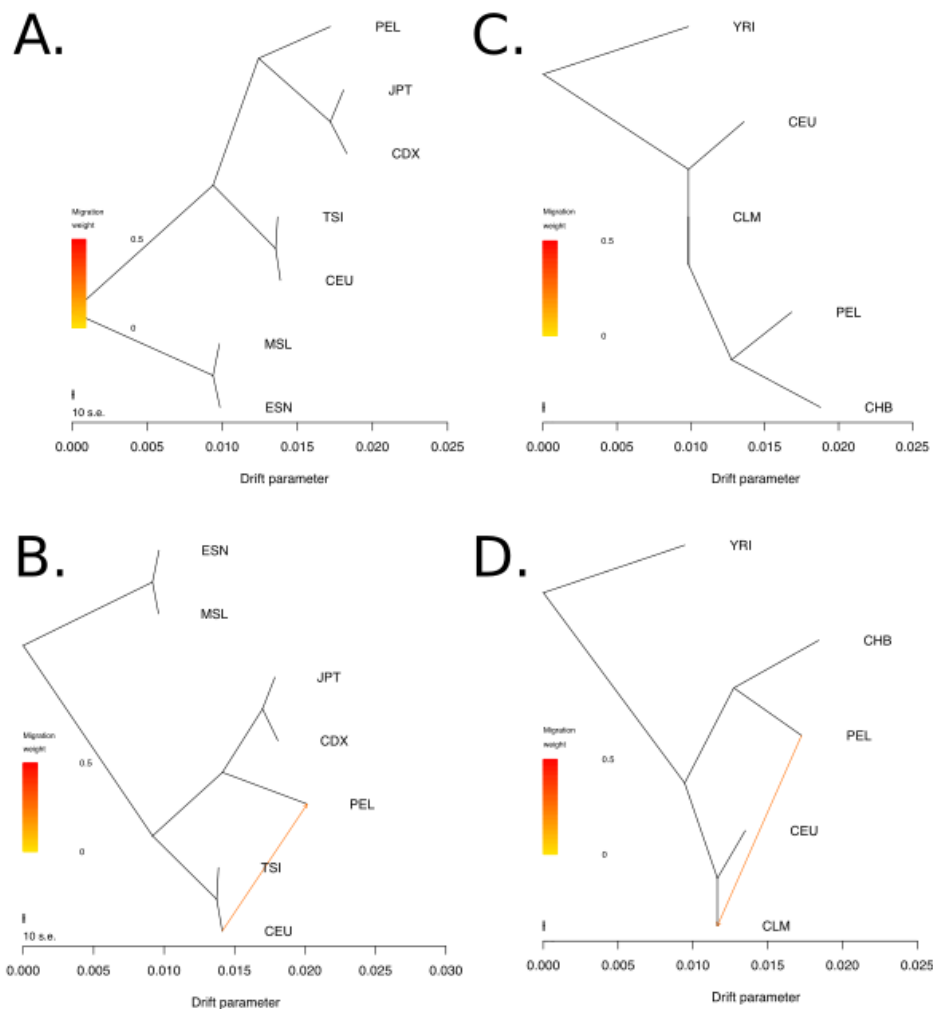 A.
PEL
JPT
CDX
TSI
CEU
MSL
ESN
Migration
weight
0.5
0
10 s.e.
0.000 0.005 0.010 0.015 0.020 0.025
Drift parameter
C.
YRI
CEU
CLM
PEL
CHB
Migration
weight
0.5
0
0.000 0.005 0.010 0.015 0.020 0.025
Drift parameter
B.
ESN
MSL
JPT
CDX
PEL
TSI
CEU
Migration
weight
0.5
0
10 s.e.
0.000 0.005 0.010 0.015 0.020 0.025 0.030
Drift parameter
D.
YRI
CHB
PEL
CEU
CLM
Migration
weight
0.5
0
0.000 0.005 0.010 0.015 0.020 0.025
Drift parameter